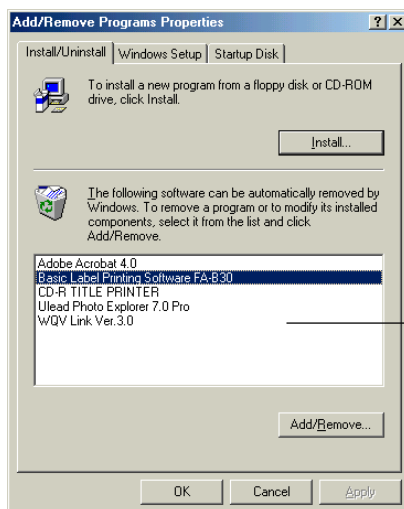 Add/Remove Programs Properties
Install/Uninstall Windows Setup Startup Disk
To install a new program from a floppy disk or CD-ROM
drive, click Install.
Install...
The following software can be automatically removed by
Windows. To remove a program or to modify its installed
components, select it from the list and click
Add/Remove.
Adobe Acrobat 4.0
Basic Label Printing Software FA-B30
CD-R TITLE PRINTER
Ulead Photo Explorer 7.0 Pro
WQV Link Ver.3.0
Add/Remove...
OK Cancel Apply